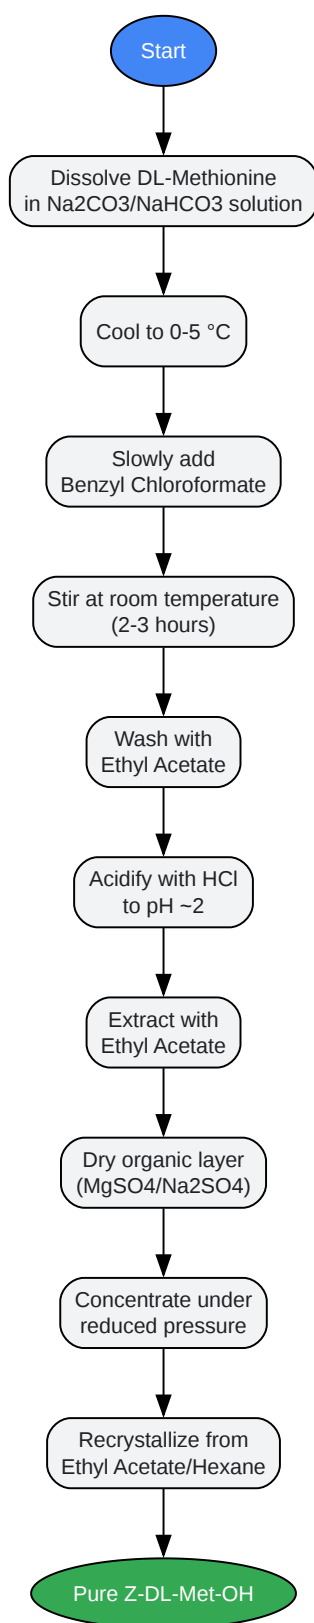 Start
Dissolve DL-Methionine
in Na2CO3/NaHCO3 solution
Cool to 0-5 °C
Slowly add
Benzyl Chloroformate
Stir at room temperature
(2-3 hours)
Wash with
Ethyl Acetate
Acidify with HCl
to pH ~2
Extract with
Ethyl Acetate
Dry organic layer
(MgSO4/Na2SO4)
Concentrate under
reduced pressure
Recrystallize from
Ethyl Acetate/Hexane
Pure Z-DL-Met-OH